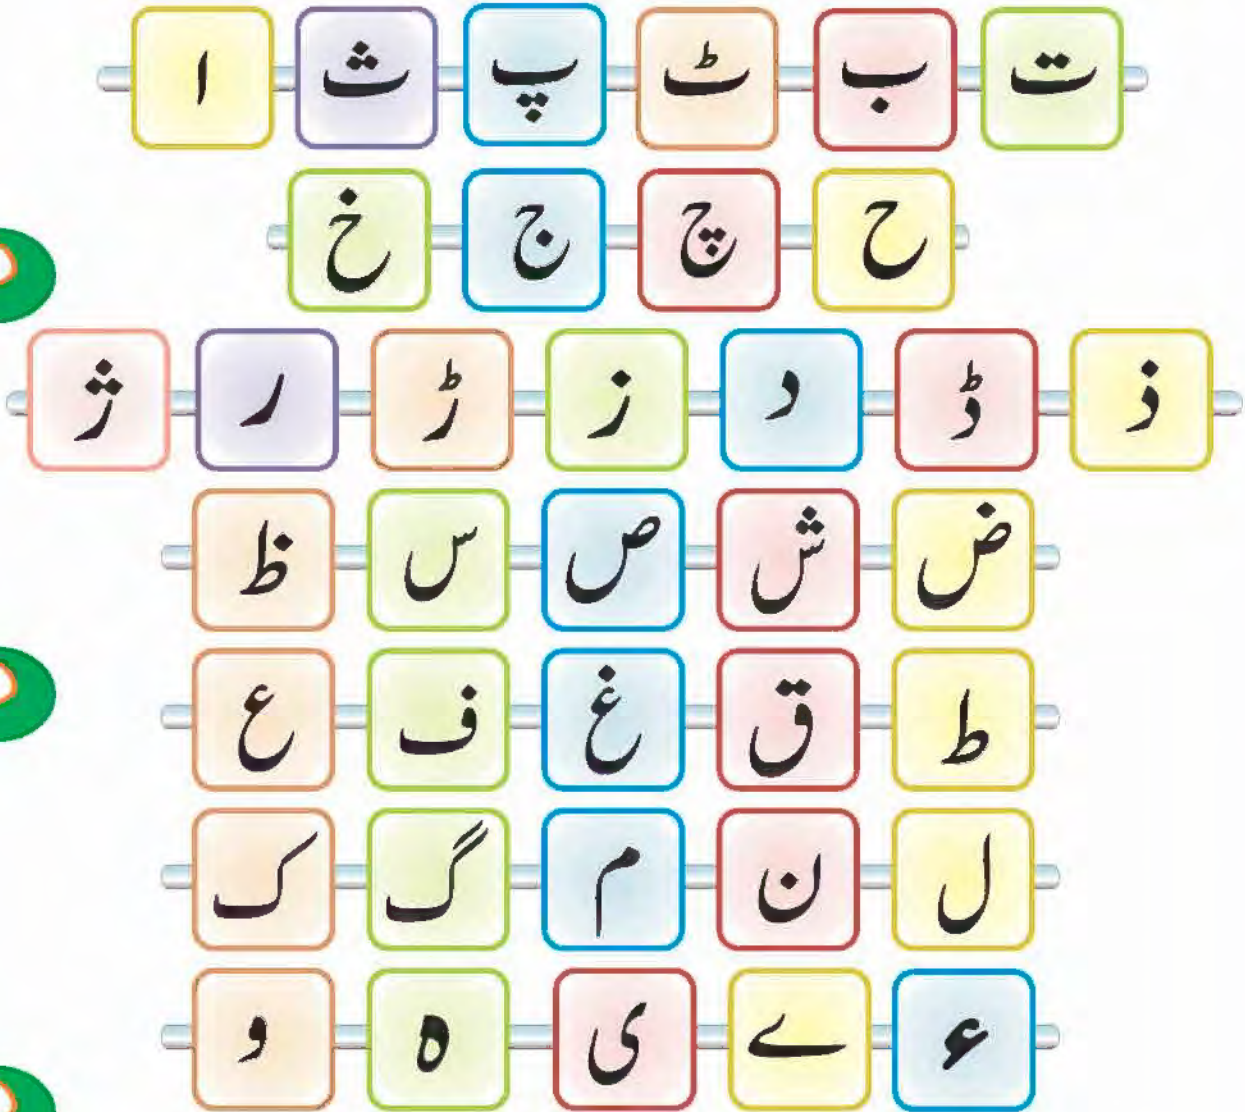 ت ب ٹ پ ث ا
ح چ ج خ
ذ ڈ د ز ڑ ر ژ
ض ش ص س ظ
ط ق غ ف ع
ل ن م گ ک
ء ے ی ہ و